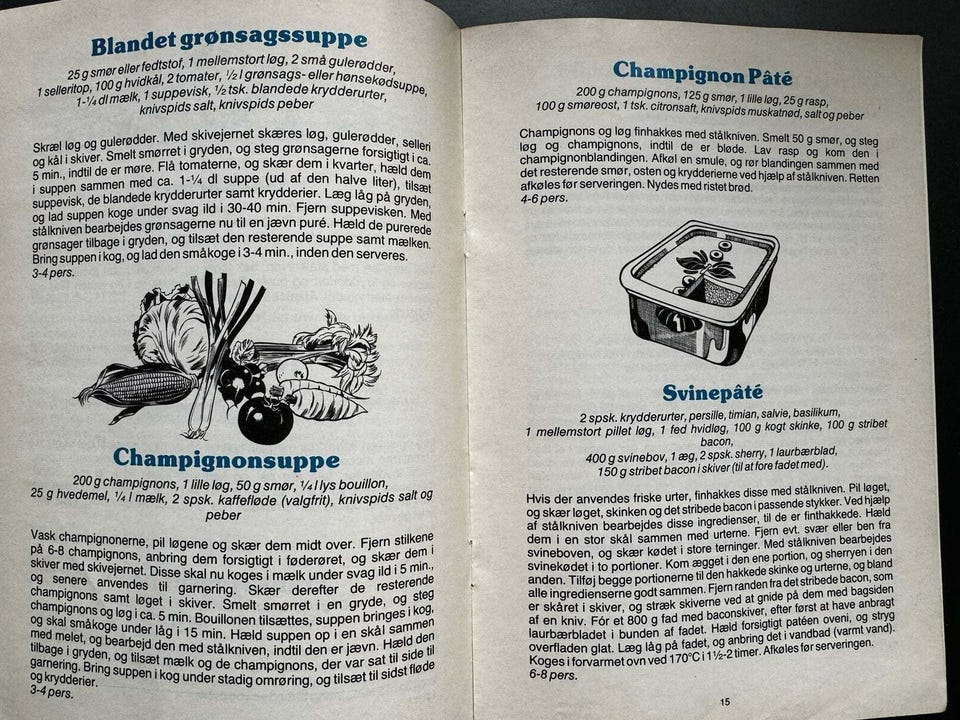 Blandet grønsagssuppe
25 g smør eller fedtstof, 1 mellemstort løg, 2 små gulerødder,
1 selleritop, 100 g hvidkål, 2 tomater, ½ l grønsags- eller hønsekødsuppe,
1-¼ dl mælk, 1 suppevisk, ½ tsk. blandede krydderurter,
knivspids salt, knivspids peber
Skræl løg og gulerødder. Med skivejernet skæres løg, gulerødder, selleri
og kål i skiver. Smelt smørret i gryden, og steg grønsagerne forsigtigt i ca.
5 min., indtil de er møre. Flå tomaterne, og skær dem i kvarter, hæld dem
i suppen sammen med ca. 1-¼ dl suppe (ud af den halve liter), tilsæt
suppevisk, de blandede krydderurter samt krydderier. Læg låg på gryden,
og lad suppen koge under svag ild i 30-40 min. Fjern suppevisken. Med
stålkniven bearbejdes grønsagerne nu til en jævn puré. Hæld de purerede
grønsager tilbage i gryden, og tilsæt den resterende suppe samt mælken.
Bring suppen i kog, og lad den småkoge i 3-4 min., inden den serveres.
3-4 pers.
Champignonsuppe
200 g champignons, 1 lille løg, 50 g smør, ¼ l lys bouillon,
25 g hvedemel, ¼ l mælk, 2 spsk. kaffefløde (valgfrit), knivspids salt og
peber
Vask champignonerne, pil løgene og skær dem midt over. Fjern stilkene
på 6-8 champignons, anbring dem forsigtigt i føderøret, og skær dem i
skiver med skivejernet. Disse skal nu koges i mælk under svag ild i 5 min.,
og senere anvendes til garnering. Skær derefter de resterende
champignons samt løget i skiver. Smelt smørret i en gryde, og steg
champignons og løg i ca. 5 min. Bouillonen tilsættes, suppen bringes i kog,
og skal småkoge under låg i 15 min. Hæld suppen op i en skål sammen
med melet, og bearbejd den med stålkniven, indtil den er jævn. Hæld den
tilbage i gryden, og tilsæt mælk og de champignons, der var sat til side til
garnering. Bring suppen i kog under stadig omrøring, og tilsæt til sidst fløde
og krydderier.
3-4 pers.
Champignon Pâté
200 g champignons, 125 g smør, 1 lille løg, 25 g rasp,
100 g smøreost, 1 tsk. citronsaft, knivspids muskatnød, salt og peber
Champignons og løg finhakkes med stålkniven. Smelt 50 g smør, og steg
løg og champignons, indtil de er bløde. Lav rasp og kom den i
champignonblandingen. Afkøl en smule, og rør blandingen sammen med
det resterende smør, osten og krydderierne ved hjælp af stålkniven. Retten
afkøles før serveringen. Nydes med ristet brød.
4-6 pers.
Svinepâté
2 spsk. krydderurter, persille, timian, salvie, basilikum,
1 mellemstort pillet løg, 1 fed hvidløg, 100 g kogt skinke, 100 g stribet
bacon,
400 g svinebov, 1 æg, 2 spsk. sherry, 1 laurbærblad,
150 g stribet bacon i skiver (til at fore fadet med).
Hvis der anvendes friske urter, finhakkes disse med stålkniven. Pil løget,
og skær løget, skinken og det stribede bacon i passende stykker. Ved hjælp
af stålkniven bearbejdes disse ingredienser, til de er finthakkede. Hæld
dem i en stor skål sammen med urterne. Fjern evt. svær eller ben fra
svineboven, og skær kødet i store terninger. Med stålkniven bearbejdes
svinekødet i to portioner. Kom ægget i den ene portion, og sherryen i den
anden. Tilføj begge portionerne til den hakkede skinke og urterne, og bland
alle ingredienserne godt sammen. Fjern randen fra det stribede bacon, som
er skåret i skiver, og stræk skiverne ved at gnide på dem med bagsiden
af en kniv. Fór et 800 g fad med baconskiver, efter først at have anbragt
laurbærbladet i bunden af fadet. Hæld forsigtigt patéen oveni, og stryg
overfladen glat. Læg låg på fadet, og anbring det i vandbad (varmt vand).
Koges i forvarmet ovn ved 170°C i 1½-2 timer. Afkøles før serveringen.
6-8 pers.
15